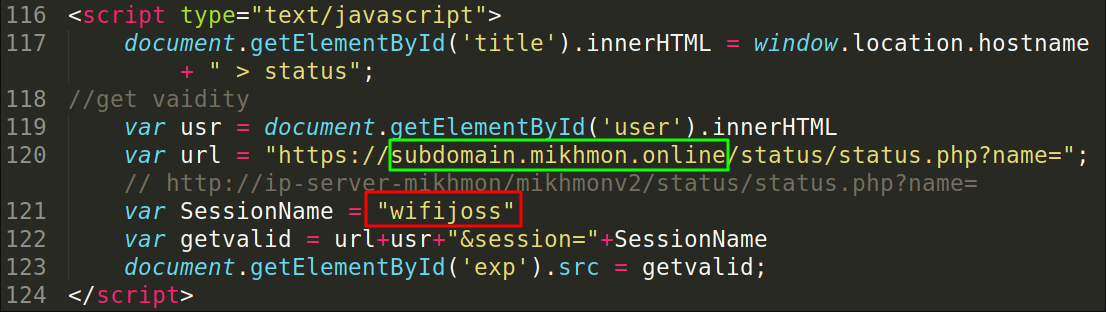 116 <script type="text/javascript">
117 document.getElementById('title').innerHTML = window.location.hostname
+ " > status";
118 //get vaidity
119 var usr = document.getElementById('user').innerHTML
120 var url = "https://subdomain.mikhmon.online/status/status.php?name=";
// http://ip-server-mikhmon/mikhmonv2/status/status.php?name=
121 var SessionName = "wifijoss"
122 var getvalid = url+usr+"&session="+SessionName
123 document.getElementById('exp').src = getvalid;
124 </script>